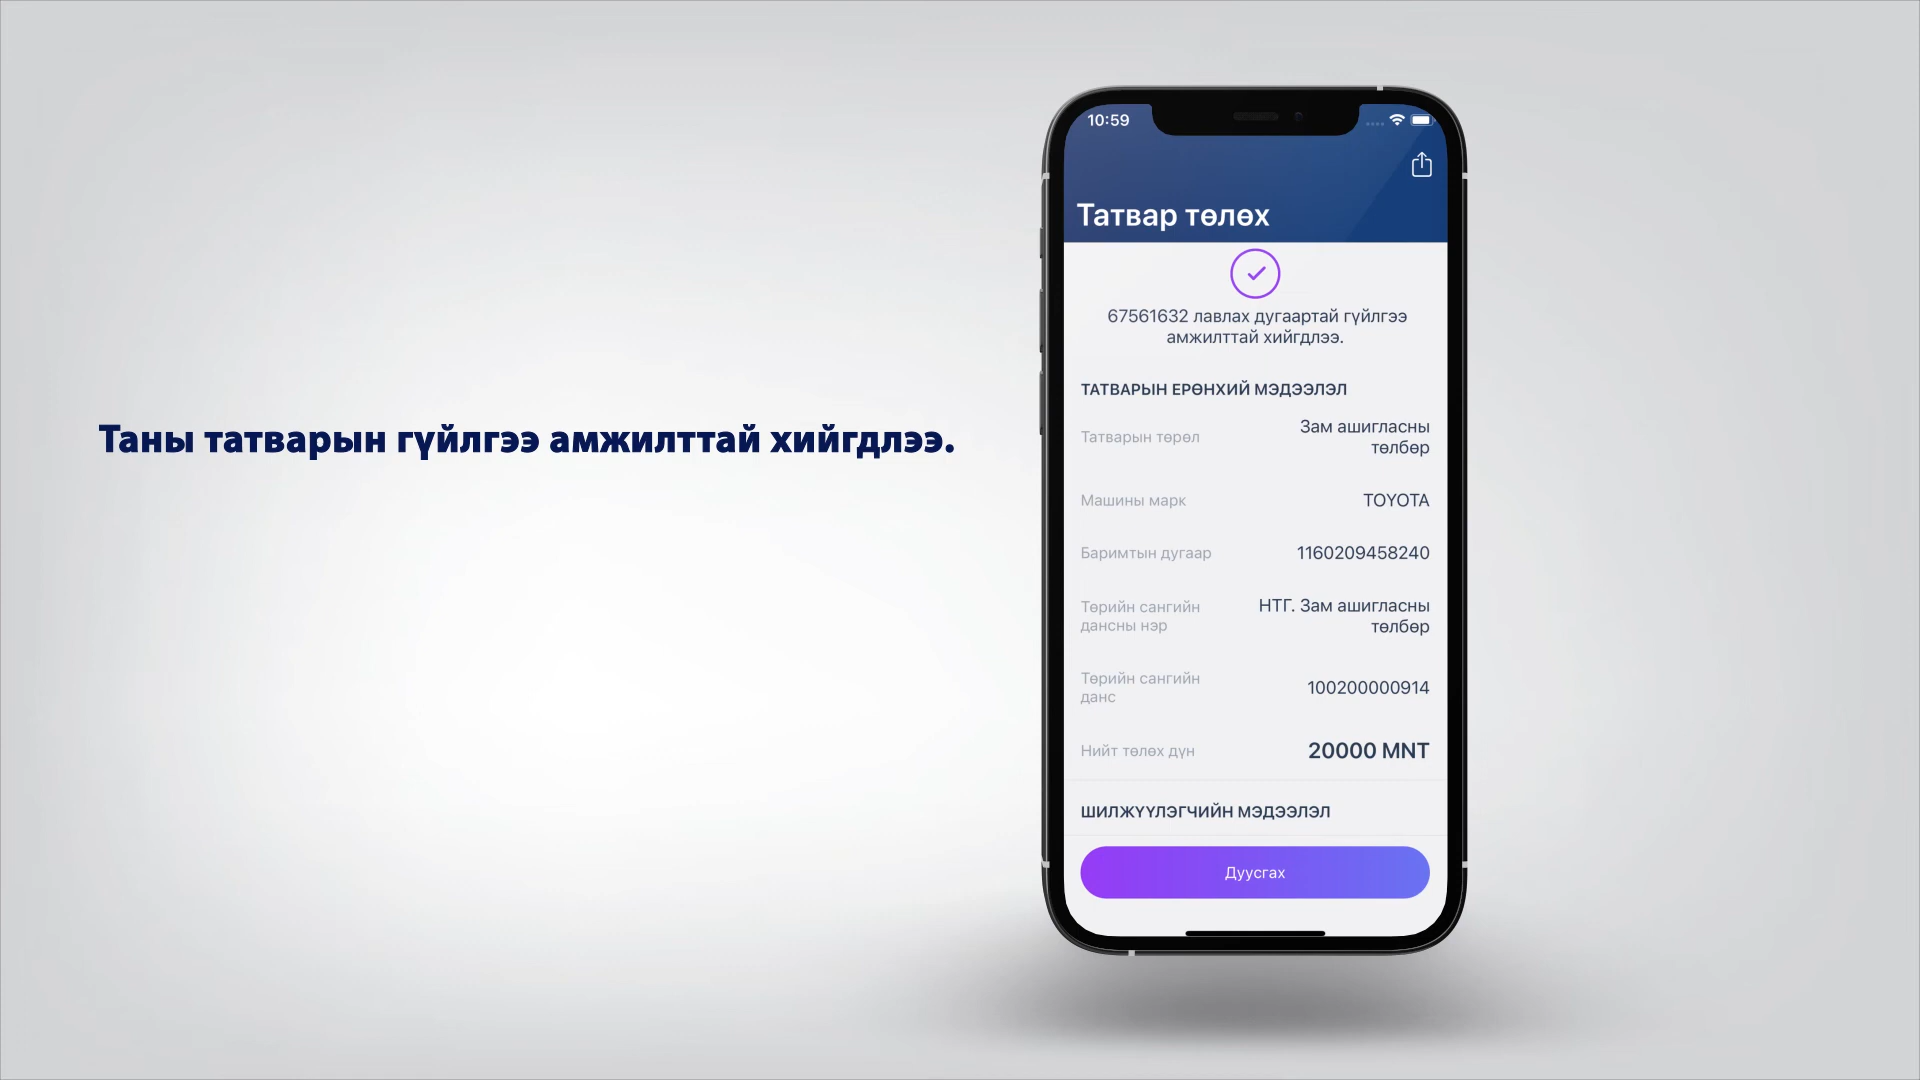 Таны татварын гүйлгээ амжилттай хийгдлээ.
10:59
Татвар төлөх
67561632 лавлах дугаартай гүйлгээ
амжилттай хийгдлээ.
ТАТВАРЫН ЕРӨНХИЙ МЭДЭЭЛЭЛ
Татварын төрөл
Зам ашигласны
төлбөр
Машины марк
TOYOTA
Баримтын дугаар
1160209458240
Төрийн сангийн
дансны нэр
НТГ. Зам ашигласны
төлбөр
Төрийн сангийн
данс
100200000914
Нийт төлөх дүн
20000 MNT
ШИЛЖҮҮЛЭГЧИЙН МЭДЭЭЛЭЛ
Дуусгах